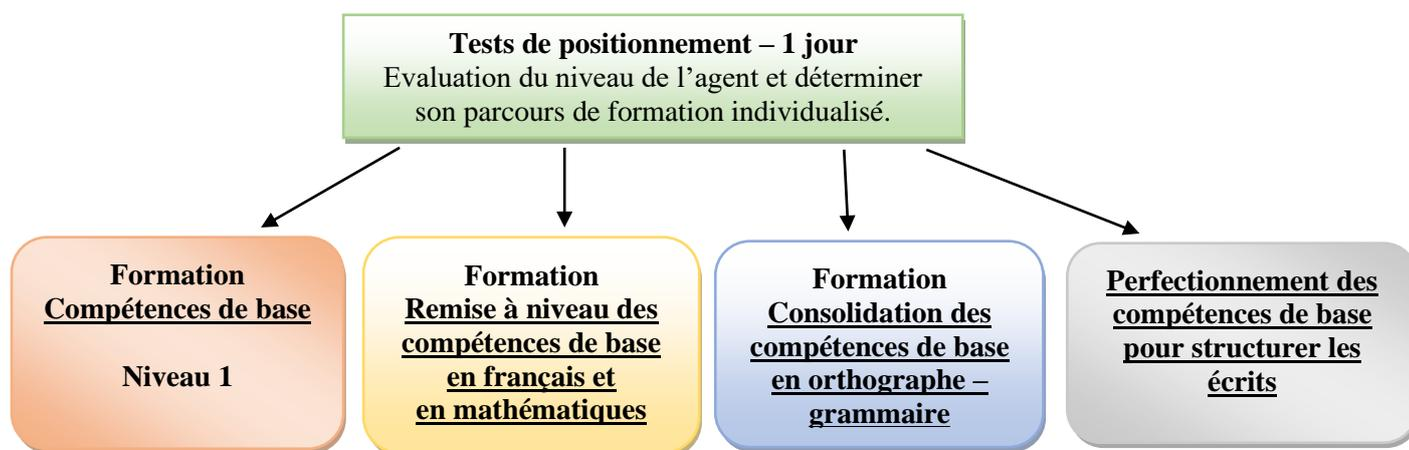 Tests de positionnement – 1 jour
Evaluation du niveau de l’agent et déterminer
son parcours de formation individualisé.
Formation
Compétences de base
Niveau 1
Formation
Remise à niveau des
compétences de base
en français et
en mathématiques
Formation
Consolidation des
compétences de base
en orthographe –
grammaire
Perfectionnement des
compétences de base
pour structurer les
écrits